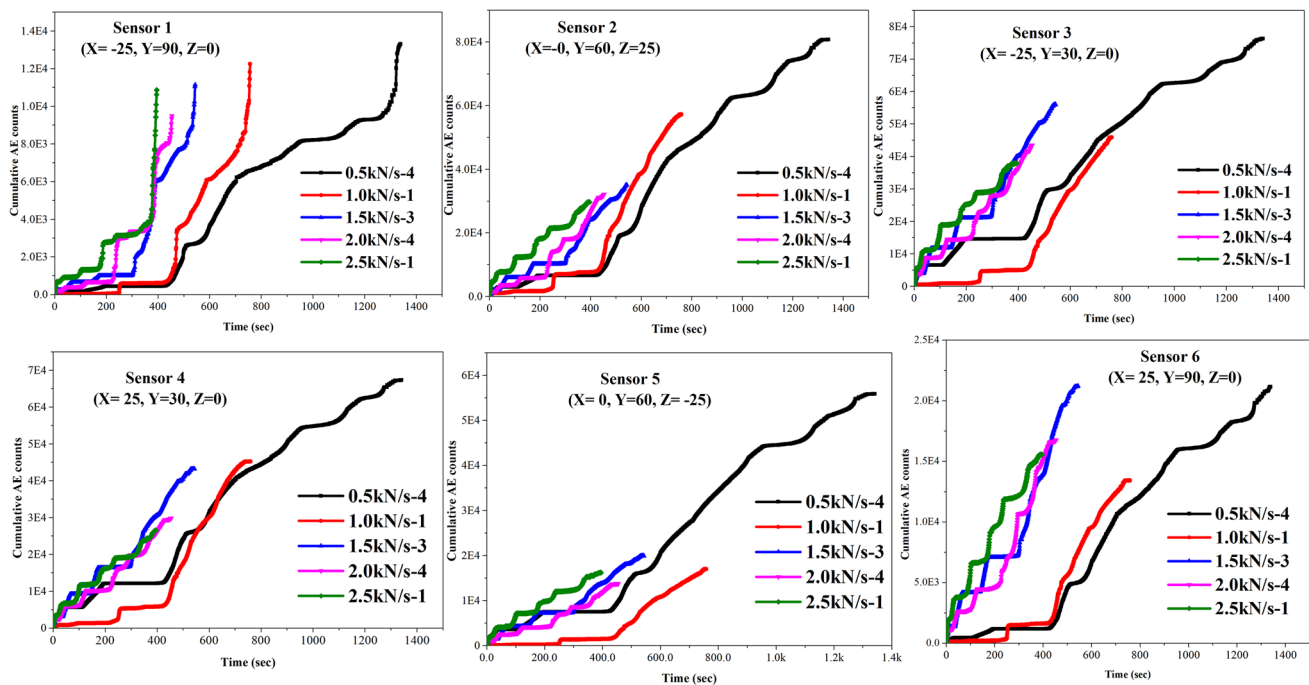 Sensor 1
(X= -25, Y=90, Z=0)
Cumulative AE counts
1.4E4
1.2E4
1.0E4
8.0E3
6.0E3
4.0E3
2.0E3
0.0
0.5kN/s-4
1.0kN/s-1
1.5kN/s-3
2.0kN/s-4
2.5kN/s-1
0 200 400 600 800 1000 1200 1400
Time (sec)
Sensor 2
(X=-0, Y=60, Z=25)
Cumulative AE counts
8.0E4
6.0E4
4.0E4
2.0E4
0.0
0.5kN/s-4
1.0kN/s-1
1.5kN/s-3
2.0kN/s-4
2.5kN/s-1
0 200 400 600 800 1000 1200 1400
Time (sec)
Sensor 3
(X= -25, Y=30, Z=0)
Cumulative AE counts
8E4
7E4
6E4
5E4
4E4
3E4
2E4
1E4
0
0.5kN/s-4
1.0kN/s-1
1.5kN/s-3
2.0kN/s-4
2.5kN/s-1
0 200 400 600 800 1000 1200 1400
Time (sec)
Sensor 4
(X= 25, Y=30, Z=0)
Cumulative AE counts
7E4
6E4
5E4
4E4
3E4
2E4
1E4
0
0.5kN/s-4
1.0kN/s-1
1.5kN/s-3
2.0kN/s-4
2.5kN/s-1
0 200 400 600 800 1000 1200 1400
Time (sec)
Sensor 5
(X= 0, Y=60, Z= -25)
Cumulative AE counts
6E4
5E4
4E4
3E4
2E4
1E4
0
0.5kN/s-4
1.0kN/s-1
1.5kN/s-3
2.0kN/s-4
2.5kN/s-1
0.0 200.0 400.0 600.0 800.0 1.0k 1.2k 1.4k
Time (sec)
Sensor 6
(X= 25, Y=90, Z=0)
Cumulative AE counts
2.5E4
2.0E4
1.5E4
1.0E4
5.0E3
0.0
0.5kN/s-4
1.0kN/s-1
1.5kN/s-3
2.0kN/s-4
2.5kN/s-1
0 200 400 600 800 1000 1200 1400
Time (sec)